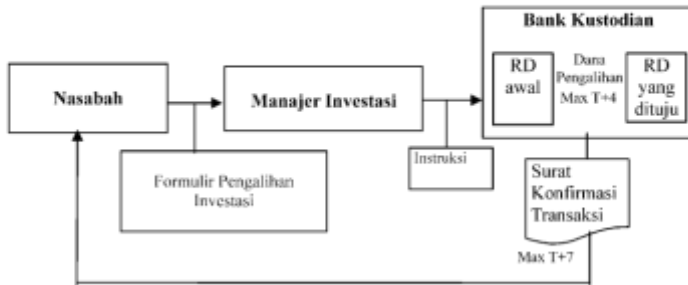 Bank Kustodian
RD
awal
Dana
Pengalihan
Max T+4
RD
yang
dituju
Nasabah
Manajer Investasi
Formulir Pengalihan
Investasi
Instruksi
Surat
Konfirmasi
Transaksi
Max T+7